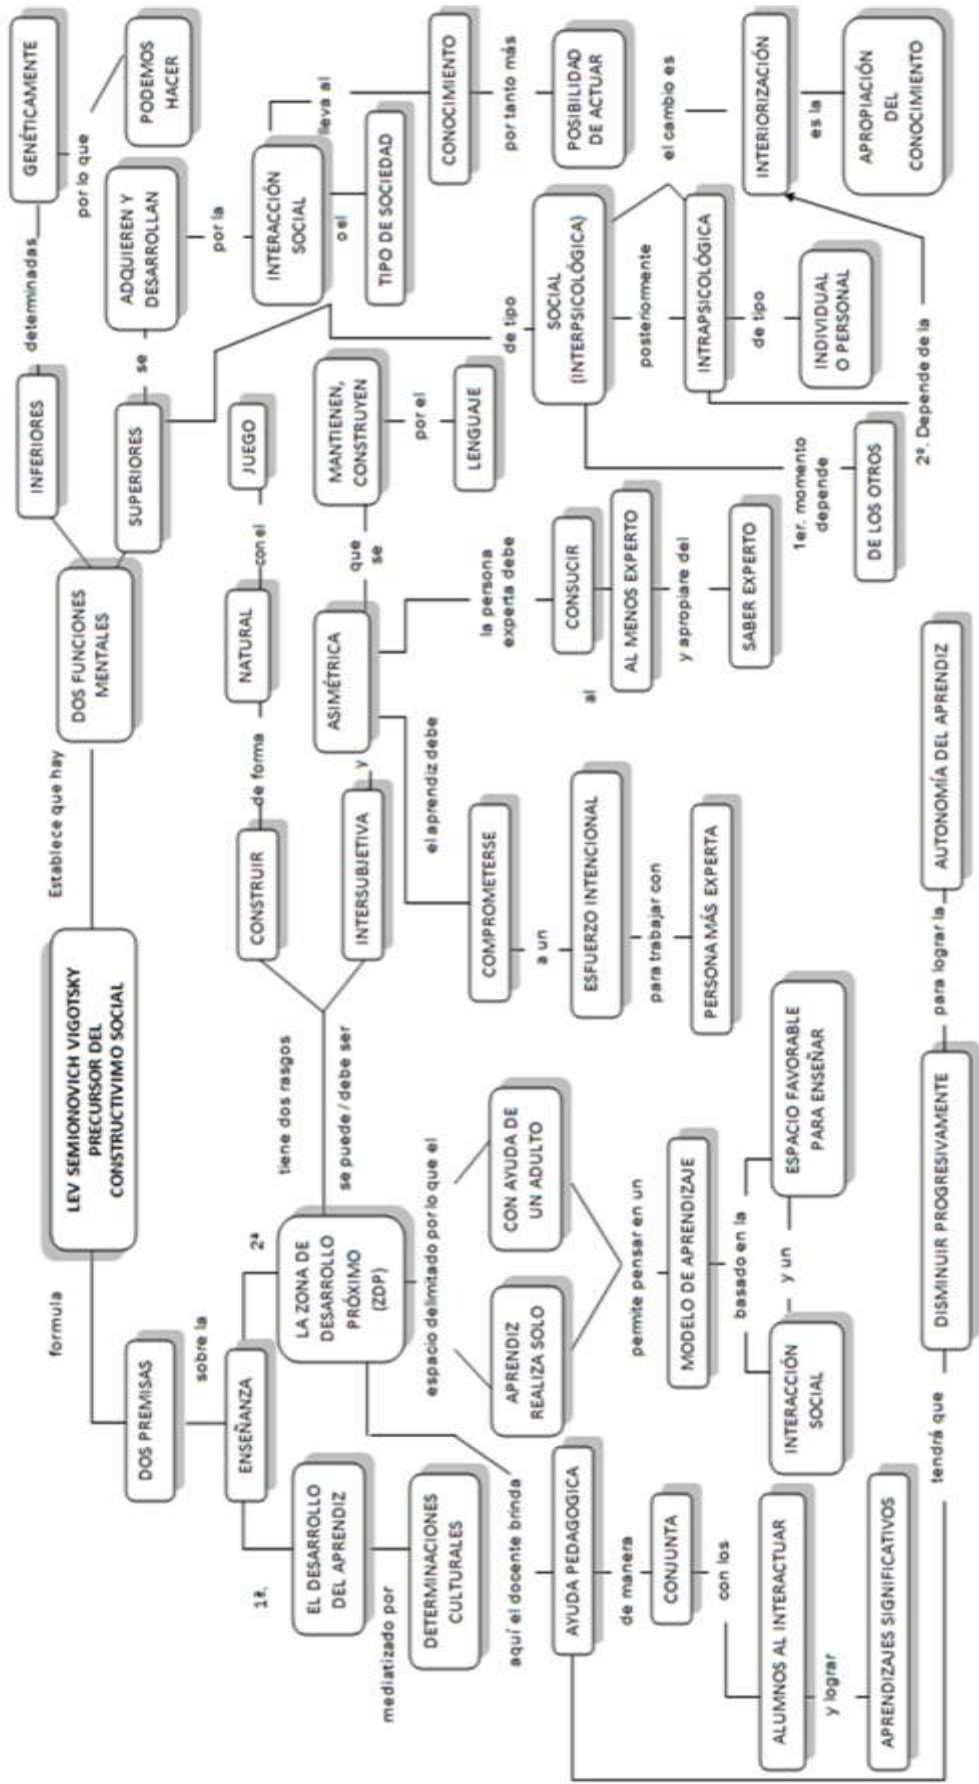 LEV SEMIONOVICH VIGOTSKY
PRECURSOR DEL
CONSTRUCTIVIMO SOCIAL
formula
DOS PREMISAS
sobre la
ENSEÑANZA
1ª.
EL DESARROLLO
DEL APRENDIZ
mediatizado por
DETERMINACIONES
CULTURALES
2ª
LA ZONA DE
DESARROLLO
PRÓXIMO
(ZDP)
espacio delimitado por lo que el
APRENDIZ
REALIZA SOLO
CON AYUDA DE
UN ADULTO
permite pensar en un
MODELO DE APRENDIZAJE
basado en la
INTERACCIÓN
SOCIAL
y un
ESPACIO FAVORABLE
PARA ENSEÑAR
aquí el docente brinda
AYUDA PEDAGOGICA
de manera
CONJUNTA
con los
ALUMNOS AL INTERACTUAR
y lograr
APRENDIZAJES SIGNIFICATIVOS
tendrá que
DISMINUIR PROGRESIVAMENTE
para lograr la
AUTONOMÍA DEL APRENDIZ
tiene dos rasgos
se puede / debe ser
CONSTRUIR
de forma
NATURAL
con el
JUEGO
INTERSUBJETIVA
y
ASIMÉTRICA
que
se
MANTIENEN,
CONSTRUYEN
por el
LENGUAJE
el aprendiz debe
COMPROMETERSE
a un
ESFUERZO INTENCIONAL
para trabajar con
PERSONA MÁS EXPERTA
la persona
experta debe
CONSUCIR
al
AL MENOS EXPERTO
y apropiare del
SABER EXPERTO
Establece que hay
DOS FUNCIONES
MENTALES
INFERIORES
determinadas
GENÉTICAMENTE
por lo que
PODEMOS
HACER
SUPERIORES
se
ADQUIEREN Y
DESARROLLAN
por la
INTERACCIÓN
SOCIAL
o el
TIPO DE SOCIEDAD
lleva al
CONOCIMIENTO
por tanto más
POSIBILIDAD
DE ACTUAR
de tipo
SOCIAL
(INTERPSICOLÓGICA)
posteriormente
INTRAPSICOLÓGICA
de tipo
INDIVIDUAL
O PERSONAL
el cambio es
INTERIORIZACIÓN
es la
APROPIACIÓN
DEL
CONOCIMIENTO
1er. momento
depende
DE LOS OTROS
2º. Depende de la